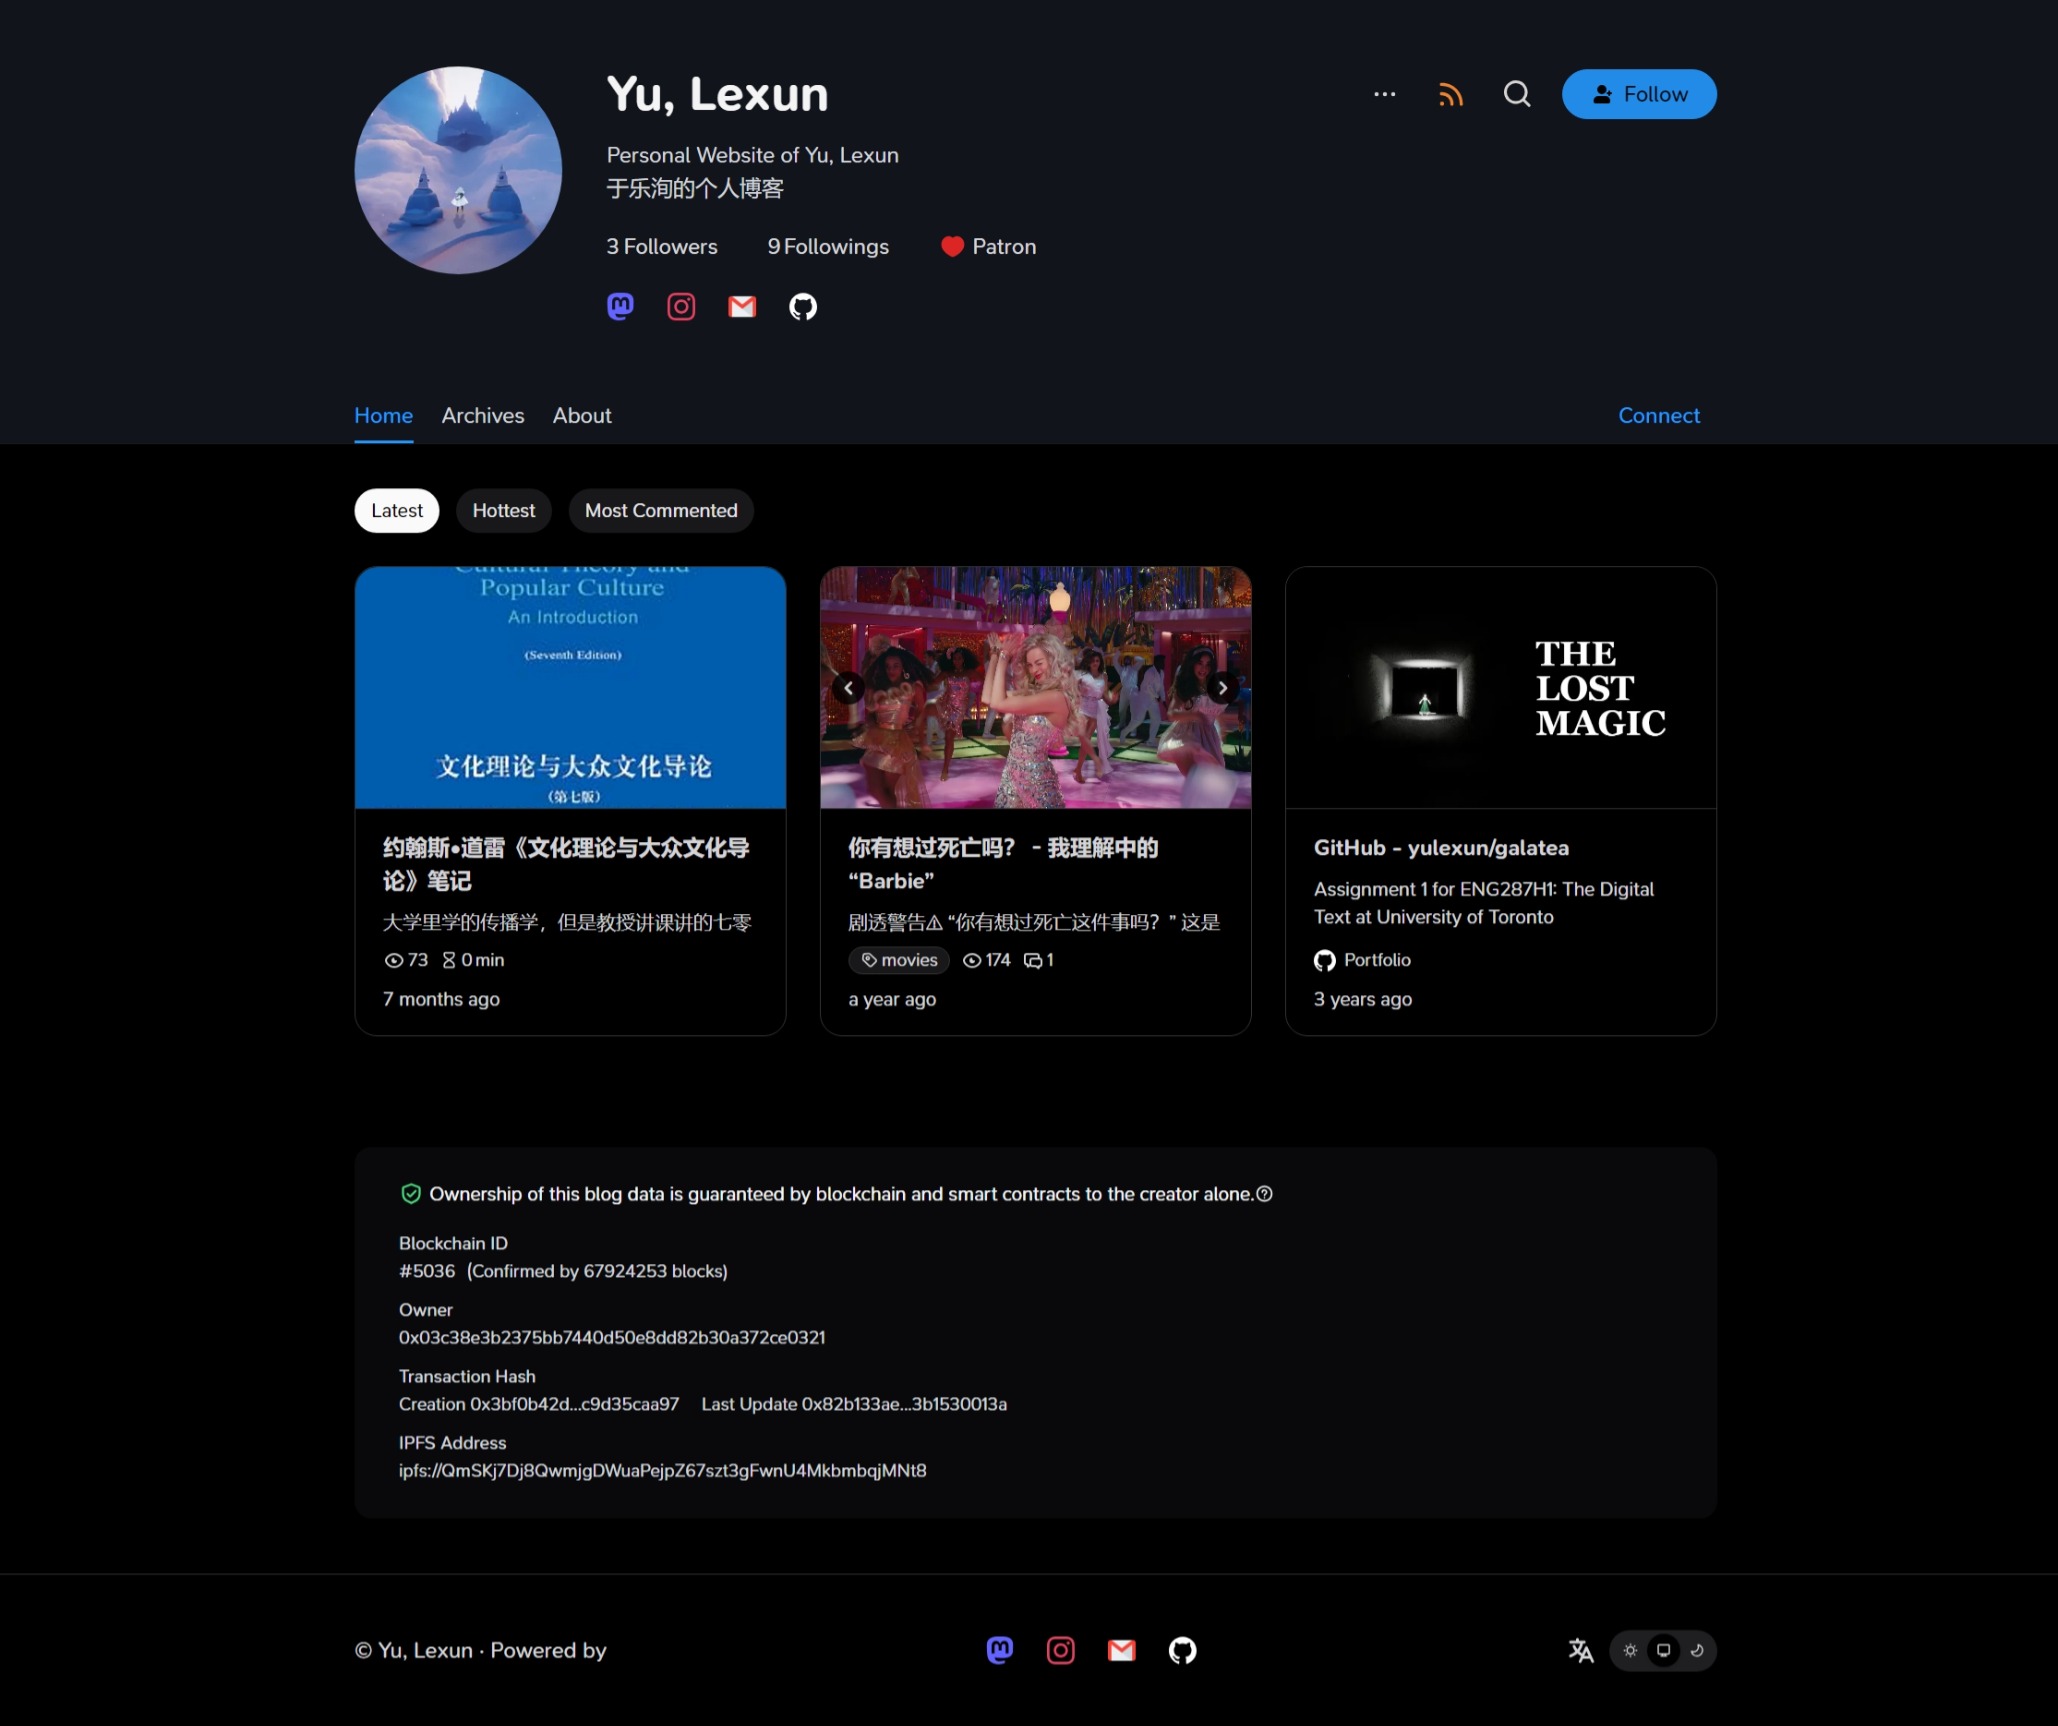 Yu, Lexun
Follow
Personal Website of Yu, Lexun
于乐洵的个人博客
3 Followers 9 Followings Patron
Home Archives About Connect
Latest Hottest Most Commented
Cultural Theory and
Popular Culture
An Introduction
(Seventh Edition)
文化理论与大众文化导论
(第七版)
约翰斯•道雷《文化理论与大众文化导
论》笔记
大学里学的传播学，但是教授讲课讲的七零
73 0 min
7 months ago
你有想过死亡吗？ - 我理解中的
“Barbie”
剧透警告⚠ “你有想过死亡这件事吗？” 这是
movies 174 1
a year ago
THE
LOST
MAGIC
GitHub - yulexun/galatea
Assignment 1 for ENG287H1: The Digital
Text at University of Toronto
Portfolio
3 years ago
Ownership of this blog data is guaranteed by blockchain and smart contracts to the creator alone.
Blockchain ID
#5036 (Confirmed by 67924253 blocks)
Owner
0x03c38e3b2375bb7440d50e8dd82b30a372ce0321
Transaction Hash
Creation 0x3bf0b42d...c9d35caa97 Last Update 0x82b133ae...3b1530013a
IPFS Address
ipfs://QmSKj7Dj8QwmjgDWuaPejpZ67szt3gFwnU4MkbmbqjMNt8
© Yu, Lexun · Powered by